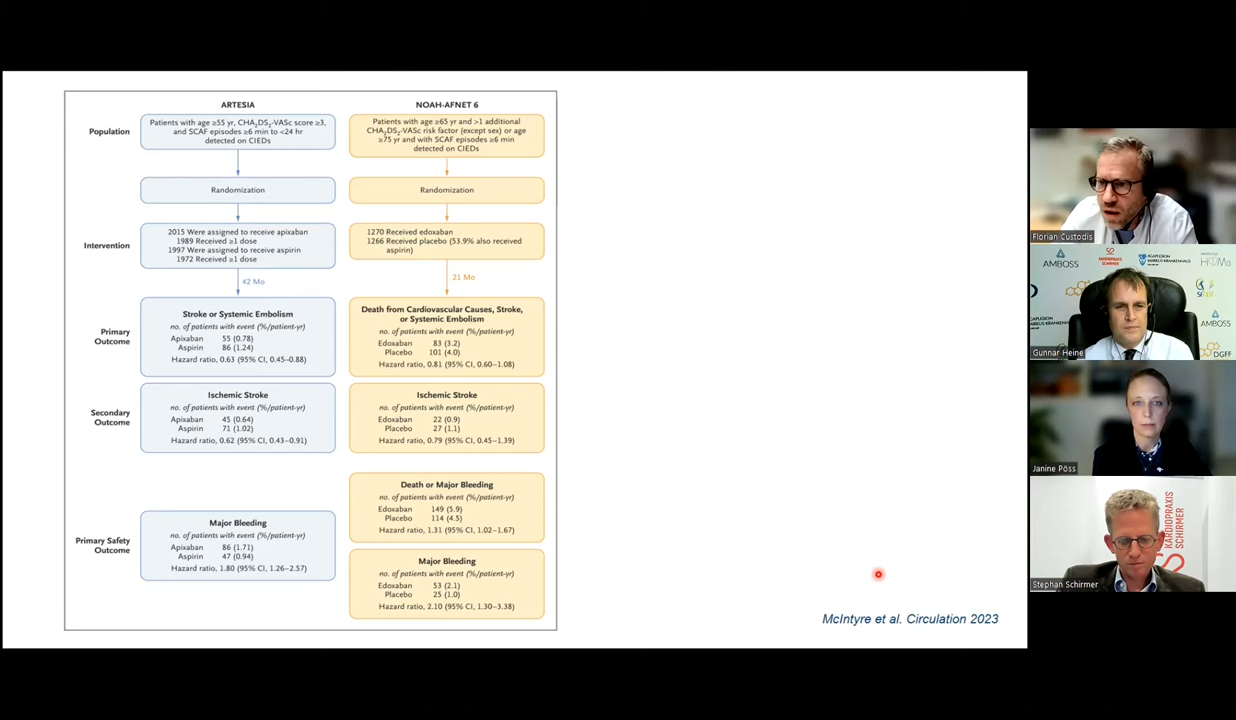 ARTESIA
NOAH-AFNET 6
Population
Patients with age ≥55 yr, CHA2DS2-VASc score ≥3,
and SCAF episodes ≥6 min to <24 hr
detected on CIEDs
Patients with age ≥65 yr and >1 additional
CHA2DS2-VASc risk factor (except sex) or age
≥75 yr and with SCAF episodes ≥6 min
detected on CIEDs
Randomization
Randomization
Intervention
2015 Were assigned to receive apixaban
1989 Received ≥1 dose
1997 Were assigned to receive aspirin
1972 Received ≥1 dose
1270 Received edoxaban
1266 Received placebo (53.9% also received
aspirin)
42 Mo
21 Mo
Primary
Outcome
Stroke or Systemic Embolism
no. of patients with event (%/patient-yr)
Apixaban 55 (0.78)
Aspirin 86 (1.24)
Hazard ratio, 0.63 (95% CI, 0.45–0.88)
Death from Cardiovascular Causes, Stroke,
or Systemic Embolism
no. of patients with event (%/patient-yr)
Edoxaban 83 (3.2)
Placebo 101 (4.0)
Hazard ratio, 0.81 (95% CI, 0.60–1.08)
Secondary
Outcome
Ischemic Stroke
no. of patients with event (%/patient-yr)
Apixaban 45 (0.64)
Aspirin 71 (1.02)
Hazard ratio, 0.62 (95% CI, 0.43–0.91)
Ischemic Stroke
no. of patients with event (%/patient-yr)
Edoxaban 22 (0.9)
Placebo 27 (1.1)
Hazard ratio, 0.79 (95% CI, 0.45–1.39)
Primary Safety
Outcome
Major Bleeding
no. of patients with event (%/patient-yr)
Apixaban 86 (1.71)
Aspirin 47 (0.94)
Hazard ratio, 1.80 (95% CI, 1.26–2.57)
Death or Major Bleeding
no. of patients with event (%/patient-yr)
Edoxaban 149 (5.9)
Placebo 114 (4.5)
Hazard ratio, 1.31 (95% CI, 1.02–1.67)
Major Bleeding
no. of patients with event (%/patient-yr)
Edoxaban 53 (2.1)
Placebo 25 (1.0)
Hazard ratio, 2.10 (95% CI, 1.30–3.38)
McIntyre et al. Circulation 2023
Florian Custodis
AMBOSS
KARDIOPRAXIS
SCHIRMER
AGAPLESION
MARKUS KRANKENHAUS
AMBOSS
DGFF
Gunnar Heine
Janine Pöss
KARDIOPRAXIS
SCHIRMER
Stephan Schirmer